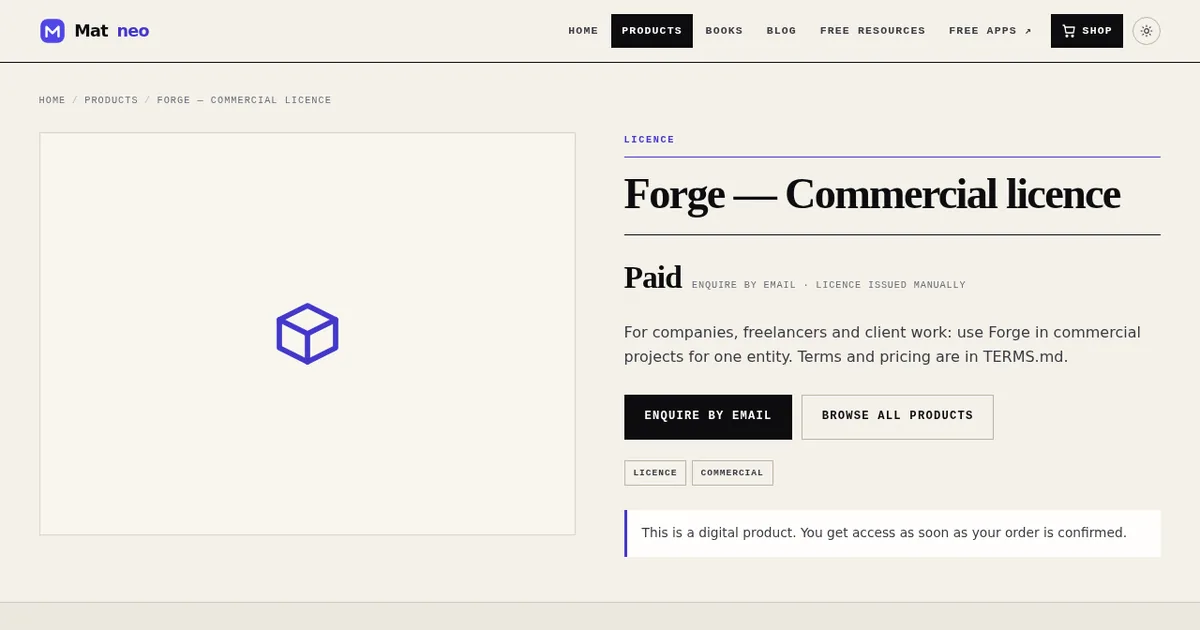 Mat neo
HOME PRODUCTS BOOKS BLOG FREE RESOURCES FREE APPS ↗ SHOP
HOME / PRODUCTS / FORGE — COMMERCIAL LICENCE
LICENCE
Forge — Commercial licence
Paid ENQUIRE BY EMAIL · LICENCE ISSUED MANUALLY
For companies, freelancers and client work: use Forge in commercial
projects for one entity. Terms and pricing are in TERMS.md.
ENQUIRE BY EMAIL BROWSE ALL PRODUCTS
LICENCE COMMERCIAL
This is a digital product. You get access as soon as your order is confirmed.